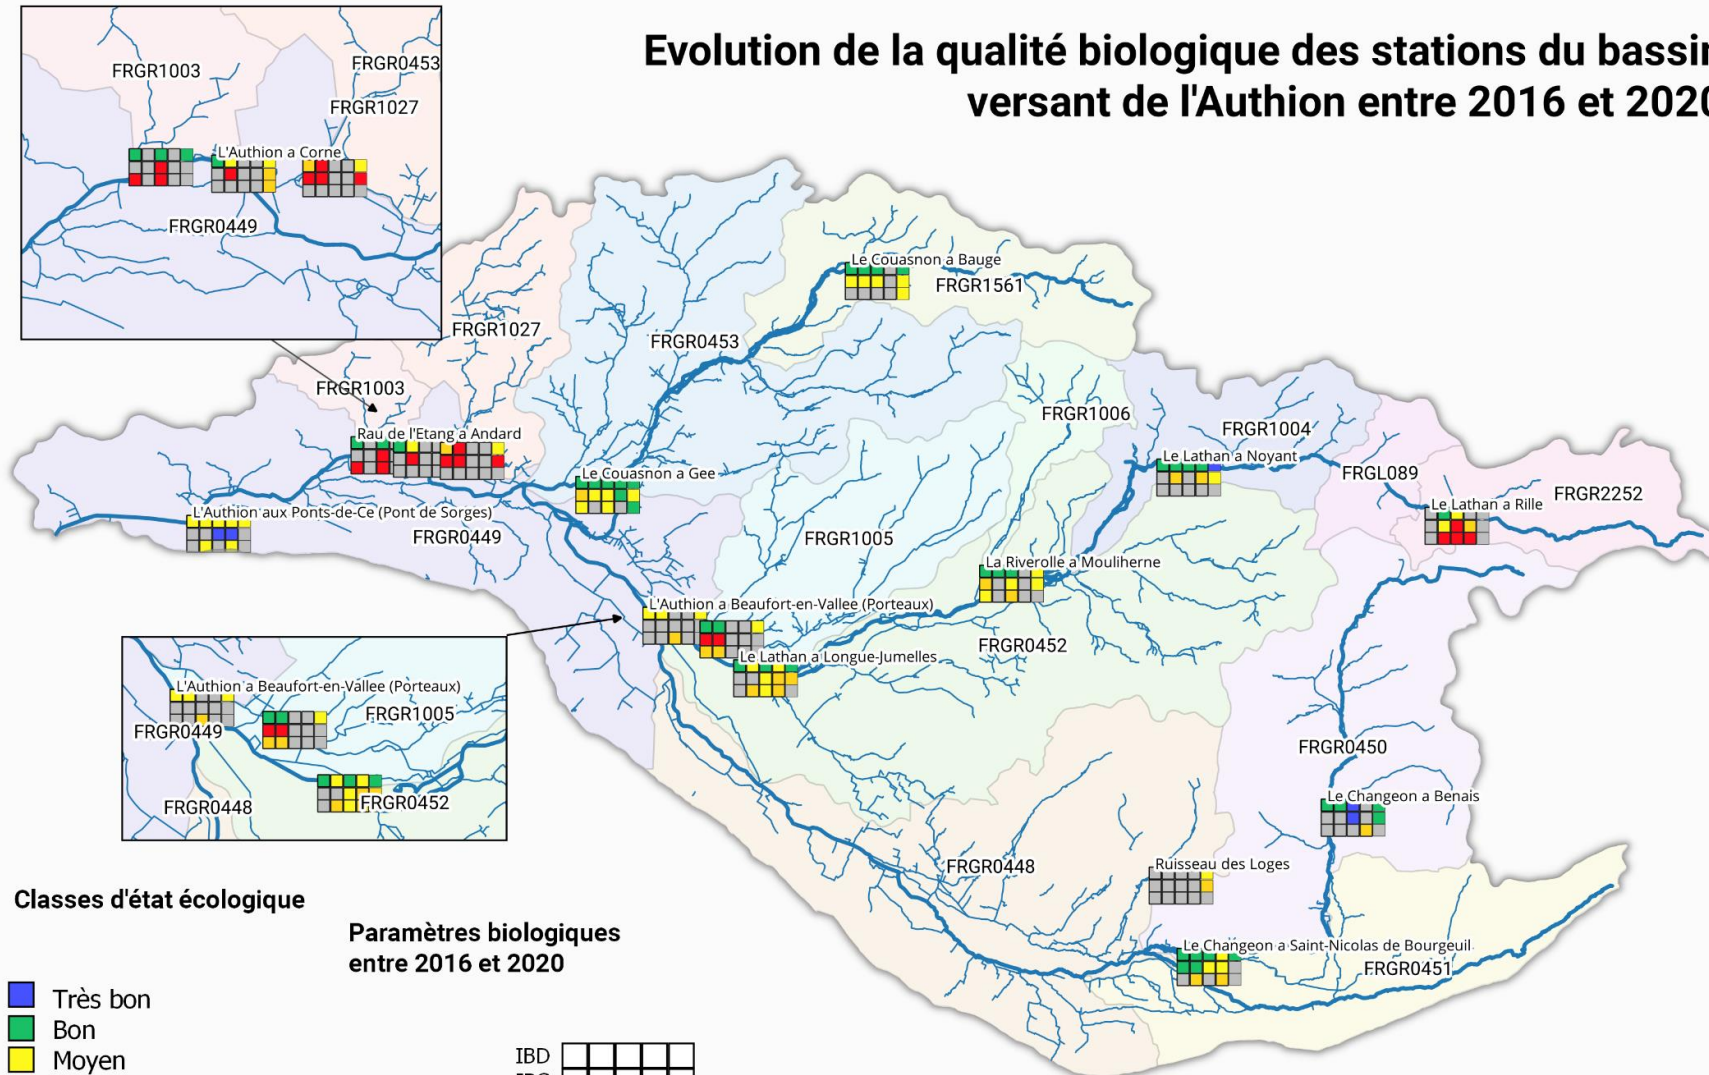 Evolution de la qualité biologique des stations du bassin
versant de l'Authion entre 2016 et 2020
FRGR1003
FRGR0453
FRGR1027
L'Authion a Corne
FRGR0449
Le Couasnon a Bauge
FRGR1561
FRGR1027
FRGR0453
FRGR1003
FRGR1006
FRGR1004
Rau de l'Etang a Andard
Le Lathan a Noyant
FRGL089
Le Couasnon a Gee
FRGR2252
Le Lathan a Rille
L'Authion aux Ponts-de-Ce (Pont de Sorges)
FRGR0449
FRGR1005
La Riverolle a Mouliherne
L'Authion a Beaufort-en-Vallee (Porteaux)
FRGR0452
Le Lathan a Longue-Jumelles
L'Authion a Beaufort-en-Vallee (Porteaux)
FRGR1005
FRGR0449
FRGR0450
FRGR0452
FRGR0448
Le Changeon a Benais
FRGR0448
Ruisseau des Loges
Classes d'état écologique
Paramètres biologiques
entre 2016 et 2020
Le Changeon a Saint-Nicolas de Bourgeuil
FRGR0451
Très bon
Bon
Moyen
IBD